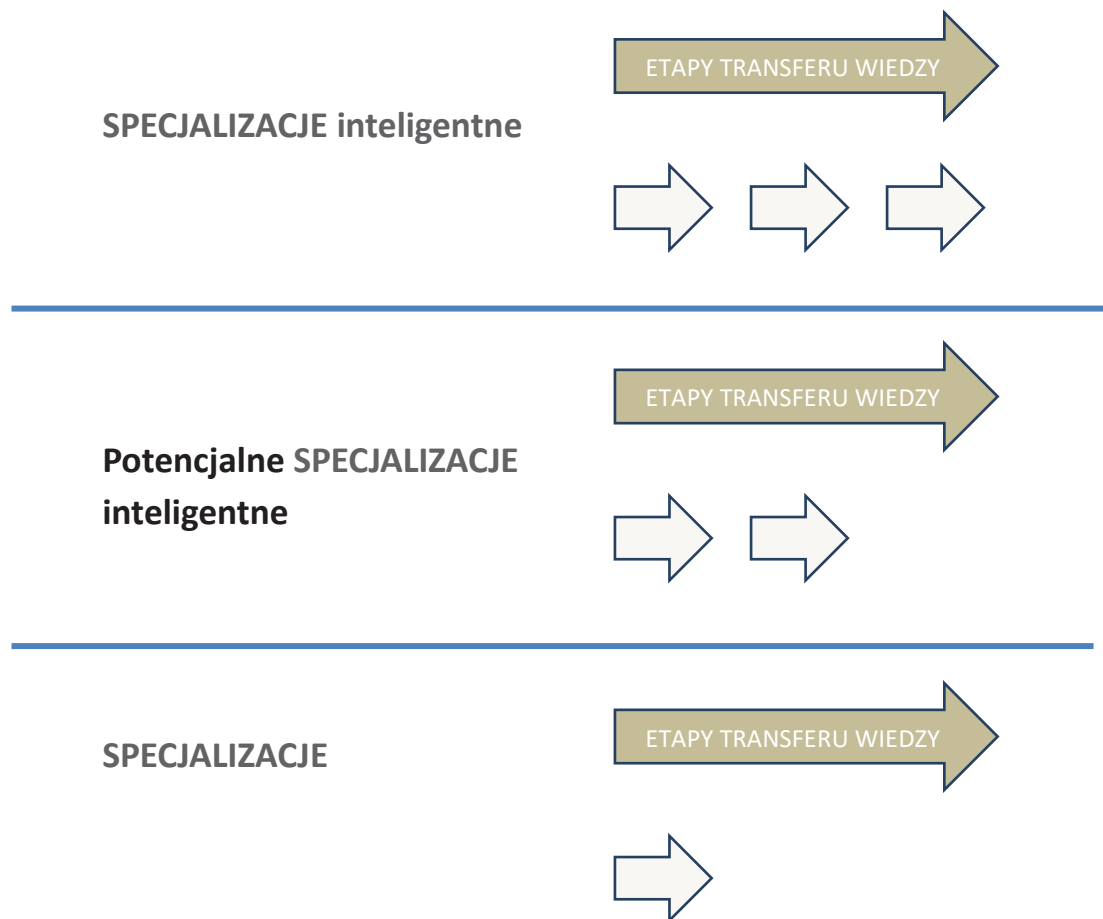 ETAPY TRANSFERU WIEDZY
SPECJALIZACJE inteligentne
ETAPY TRANSFERU WIEDZY
Potencjalne SPECJALIZACJE
inteligentne
ETAPY TRANSFERU WIEDZY
SPECJALIZACJE